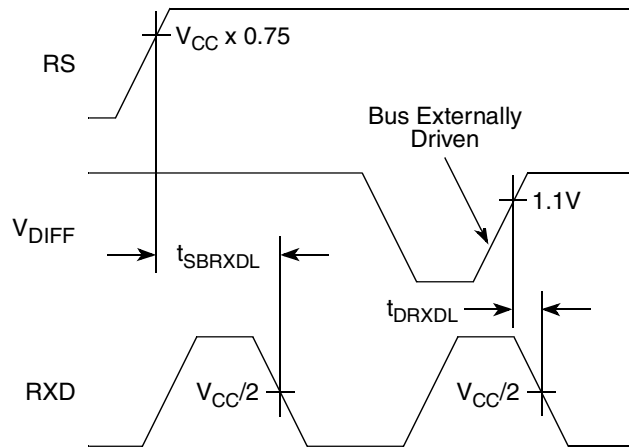 V_CC x 0.75
RS
Bus Externally
Driven
1.1V
V_DIFF
t_SBRXDL
t_DRXDL
RXD
V_CC/2
V_CC/2